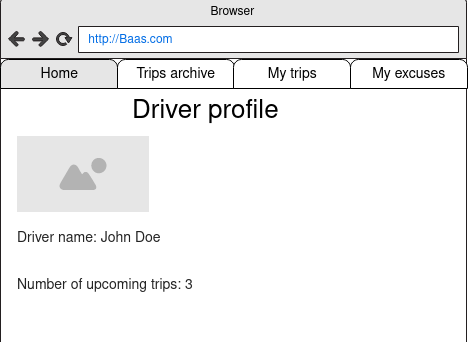 Browser
http://Baas.com
Home Trips archive My trips My excuses
Driver profile
Driver name: John Doe
Number of upcoming trips: 3